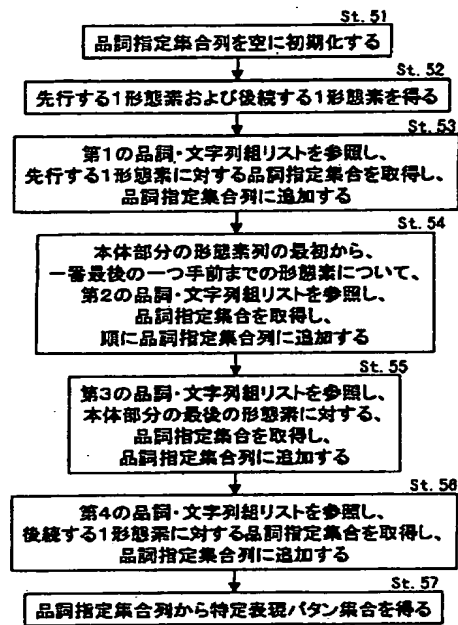 St. 51
品詞指定集合列を空に初期化する
St. 52
先行する1形態素および後続する1形態素を得る
St. 53
第1の品詞・文字列組リストを参照し、
先行する1形態素に対する品詞指定集合を取得し、
品詞指定集合列に追加する
St. 54
本体部分の形態素列の最初から、
一番最後の一つ手前までの形態素について、
第2の品詞・文字列組リストを参照し、
品詞指定集合を取得し、
順に品詞指定集合列に追加する
St. 55
第3の品詞・文字列組リストを参照し、
本体部分の最後の形態素に対する、
品詞指定集合を取得し、
品詞指定集合列に追加する
St. 56
第4の品詞・文字列組リストを参照し、
後続する1形態素に対する品詞指定集合を取得し、
品詞指定集合列に追加する
St. 57
品詞指定集合列から特定表現パタン集合を得る